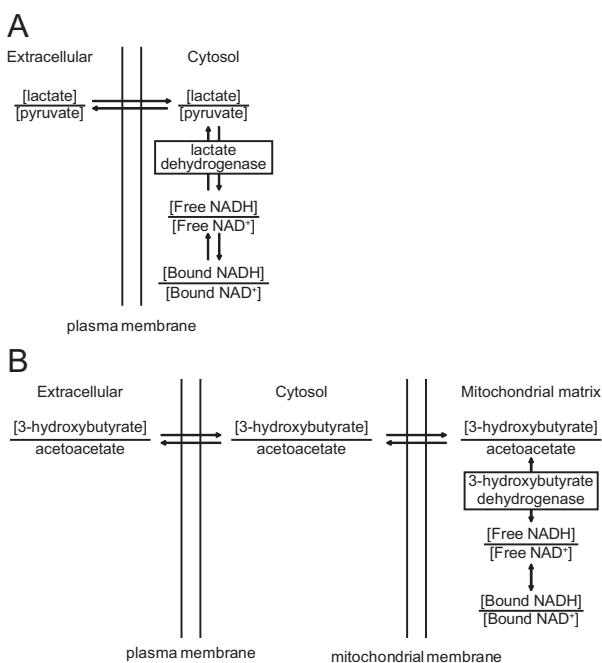 A
Extracellular
Cytosol
[lactate]
[pyruvate]
[lactate]
[pyruvate]
lactate
dehydrogenase
[Free NADH]
[Free NAD⁺]
[Bound NADH]
[Bound NAD⁺]
plasma membrane
B
Extracellular
Cytosol
Mitochondrial matrix
[3-hydroxybutyrate]
acetoacetate
[3-hydroxybutyrate]
acetoacetate
[3-hydroxybutyrate]
acetoacetate
3-hydroxybutyrate
dehydrogenase
[Free NADH]
[Free NAD⁺]
[Bound NADH]
[Bound NAD⁺]
plasma membrane
mitochondrial membrane